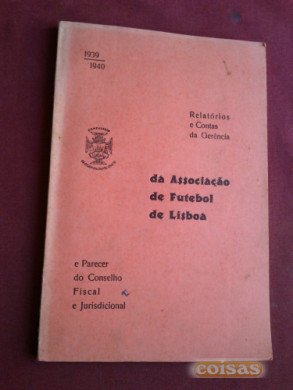 1939
1940
Relatórios
e Contas
da Gerência
da Associação
de Futebol
de Lisboa
e Parecer
do Conselho
Fiscal
e Jurisdicional
coisas